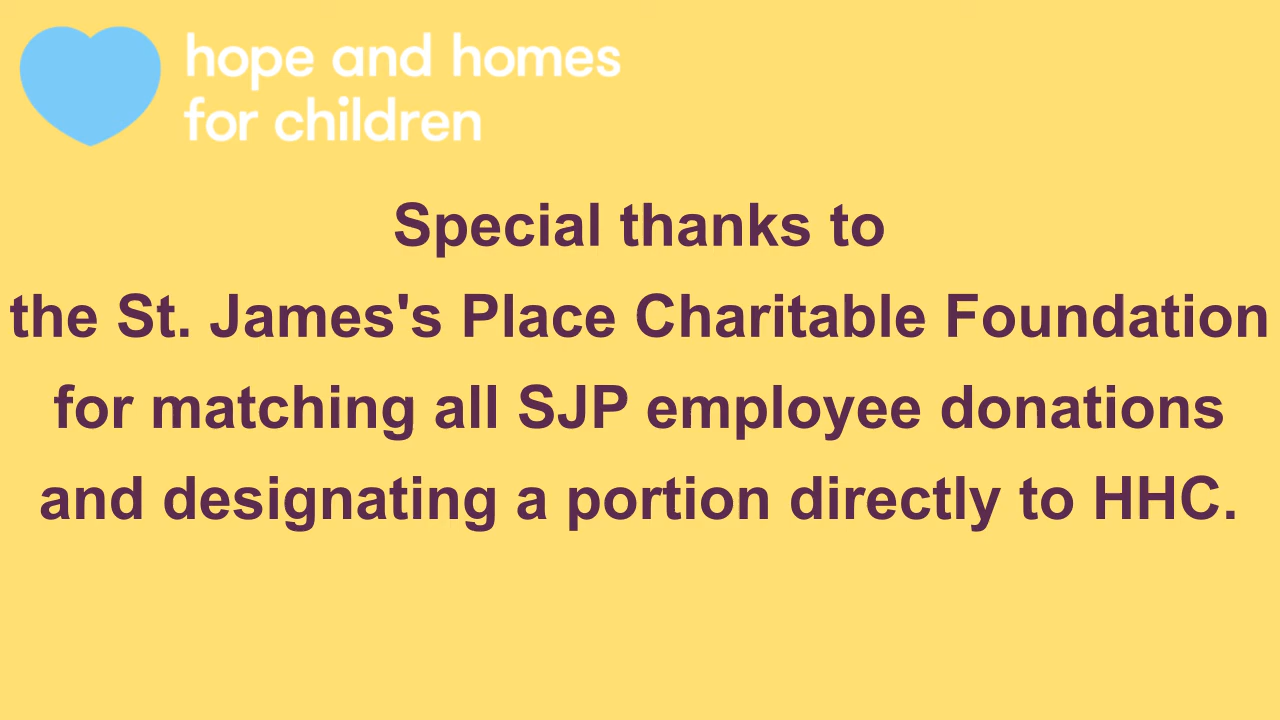 hope and homes
for children
Special thanks to
the St. James's Place Charitable Foundation
for matching all SJP employee donations
and designating a portion directly to HHC.